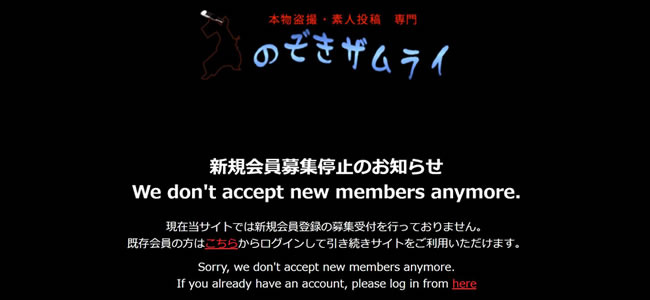 本物盗撮・素人投稿 専門
のぞきザムライ
新規会員募集停止のお知らせ
We don't accept new members anymore.
現在当サイトでは新規会員登録の募集受付を行っておりません。
既存会員の方はこちらからログインして引き続きサイトをご利用いただけます。
Sorry, we don't accept new members anymore.
If you already have an account, please log in from here